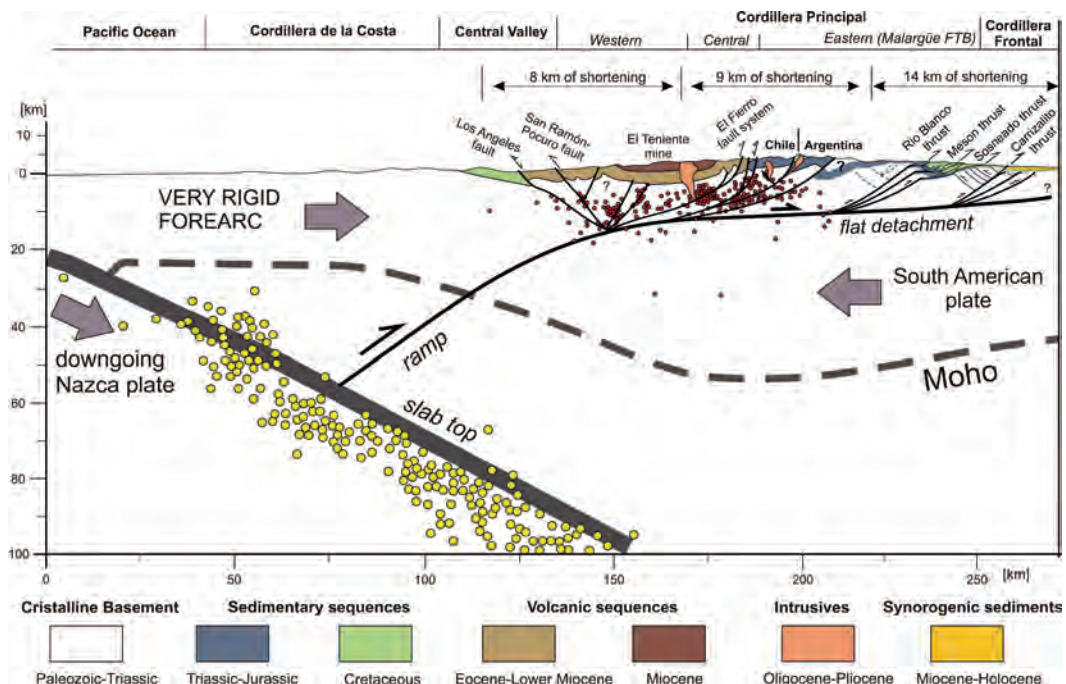 Cordillera Principal
Pacific Ocean Cordillera de la Costa Central Valley Western Central Eastern (Malargüe FTB) Cordillera Frontal
8 km of shortening 9 km of shortening 14 km of shortening
[km]
10
0
20
40
60
80
100
Los Angeles fault
San Ramón-Pocuro fault
El Teniente mine
El Fierro fault system
Chile Argentina
Rio Blanco thrust
Meson thrust
Sosneado thrust
Carrizalito thrust
?
?
?
VERY RIGID
FOREARC
flat detachment
South American
plate
ramp
Moho
downgoing
Nazca plate
slab top
0 50 100 150 200 250 [km]
Cristalline Basement Sedimentary sequences Volcanic sequences Intrusives Synorogenic sediments
Paleozoic-Triassic Triassic-Jurassic Cretaceous Eocene-Lower Miocene Miocene Oligocene-Pliocene Miocene-Holocene